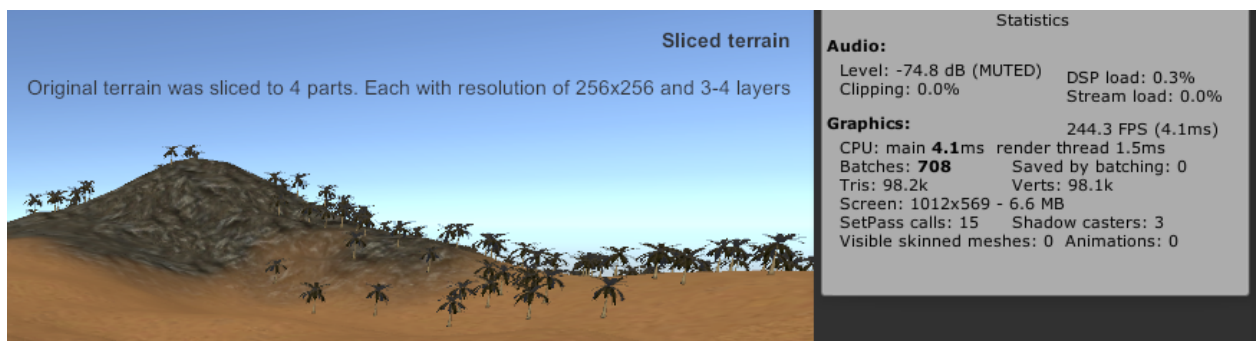 Sliced terrain
Original terrain was sliced to 4 parts. Each with resolution of 256x256 and 3-4 layers
Statistics
Audio:
Level: -74.8 dB (MUTED) DSP load: 0.3%
Clipping: 0.0% Stream load: 0.0%
Graphics: 244.3 FPS (4.1ms)
CPU: main 4.1ms render thread 1.5ms
Batches: 708 Saved by batching: 0
Tris: 98.2k Verts: 98.1k
Screen: 1012x569 - 6.6 MB
SetPass calls: 15 Shadow casters: 3
Visible skinned meshes: 0 Animations: 0